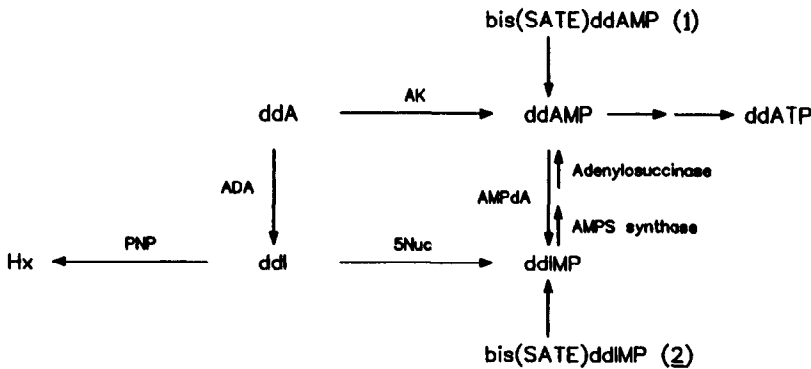 bis(SATE)ddAMP (1)
AK
ddA
ddAMP
ddATP
ADA
AMPdA
Adenylosuccinase
AMPS synthase
PNP
5Nuc
Hx
ddI
ddIMP
bis(SATE)ddIMP (2)